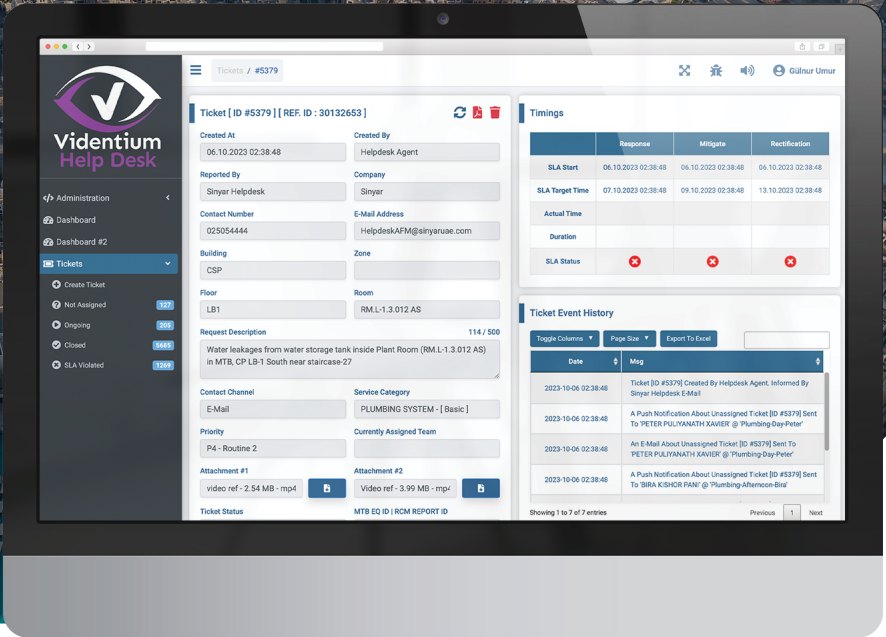 Videntium
Help Desk
Administration
Dashboard
Dashboard #2
Tickets
Create Ticket
Not Assigned 127
Ongoing 205
Closed 5685
SLA Violated 1269
Tickets / #5379
Gülnur Umur
Ticket [ ID #5379 ] [ REF. ID : 30132653 ]
Created At
06.10.2023 02:38:48
Created By
Helpdesk Agent
Reported By
Sinyar Helpdesk
Company
Sinyar
Contact Number
025054444
E-Mail Address
HelpdeskAFM@sinyaruae.com
Building
CSP
Zone
Floor
LB1
Room
RM.L-1.3.012 AS
Request Description 114 / 500
Water leakages from water storage tank inside Plant Room (RM.L-1.3.012 AS)
in MTB, CP LB-1 South near staircase-27
Contact Channel
E-Mail
Service Category
PLUMBING SYSTEM - [ Basic ]
Priority
P4 - Routine 2
Currently Assigned Team
Attachment #1
video ref - 2.54 MB - mp4
Attachment #2
Video ref - 3.99 MB - mp4
Ticket Status
MTB EQ ID | RCM REPORT ID
Timings
Response Mitigate Rectification
SLA Start 06.10.2023 02:38:48 06.10.2023 02:38:48 06.10.2023 02:38:48
SLA Target Time 07.10.2023 02:38:48 09.10.2023 02:38:48 13.10.2023 02:38:48
Actual Time
Duration
SLA Status
Ticket Event History
Toggle Columns Page Size Export To Excel
Date Msg
2023-10-06 02:38:48 Ticket [ID #5379] Created By Helpdesk Agent. Informed By
Sinyar Helpdesk E-Mail
2023-10-06 02:38:48 A Push Notification About Unassigned Ticket [ID #5379] Sent
To 'PETER PULIYANATH XAVIER' @ 'Plumbing-Day-Peter'
2023-10-06 02:38:48 An E-Mail About Unassigned Ticket [ID #5379] Sent To
'PETER PULIYANATH XAVIER' @ 'Plumbing-Day-Peter'
2023-10-06 02:38:48 A Push Notification About Unassigned Ticket [ID #5379] Sent
To 'BIRA KISHOR PANI' @ 'Plumbing-Afternoon-Bira'
Showing 1 to 7 of 7 entries
Previous 1 Next